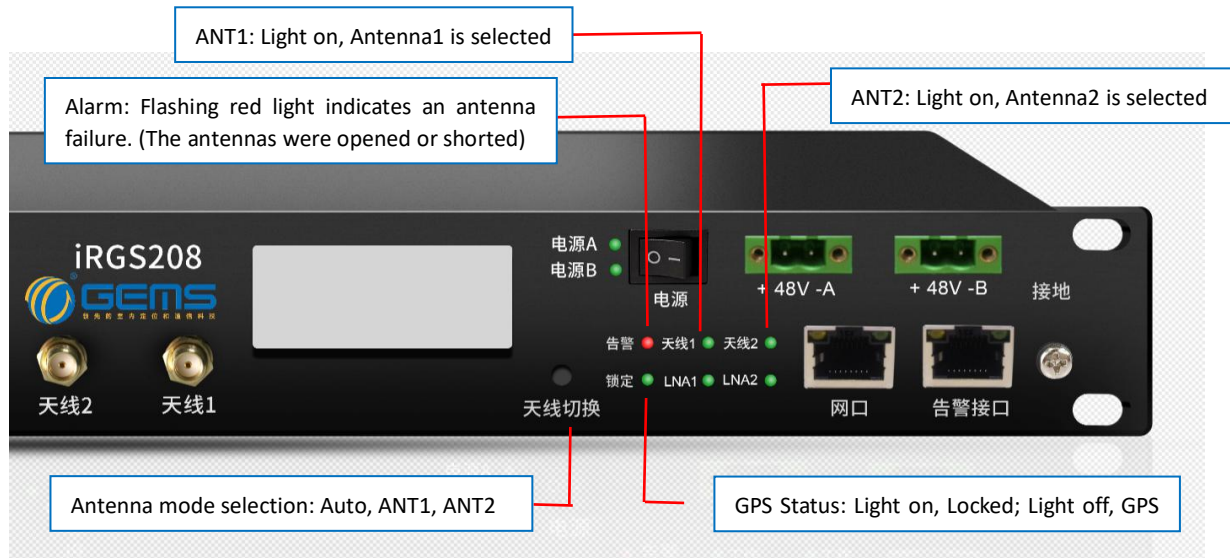 ANT1: Light on, Antenna1 is selected
Alarm: Flashing red light indicates an antenna
failure. (The antennas were opened or shorted)
ANT2: Light on, Antenna2 is selected
iRGS208
GEMS
电源A
电源B
电源
+ 48V -A
+ 48V -B
接地
告警
天线1
天线2
锁定
LNA1
LNA2
天线2
天线1
天线切换
网口
告警接口
Antenna mode selection: Auto, ANT1, ANT2
GPS Status: Light on, Locked; Light off, GPS